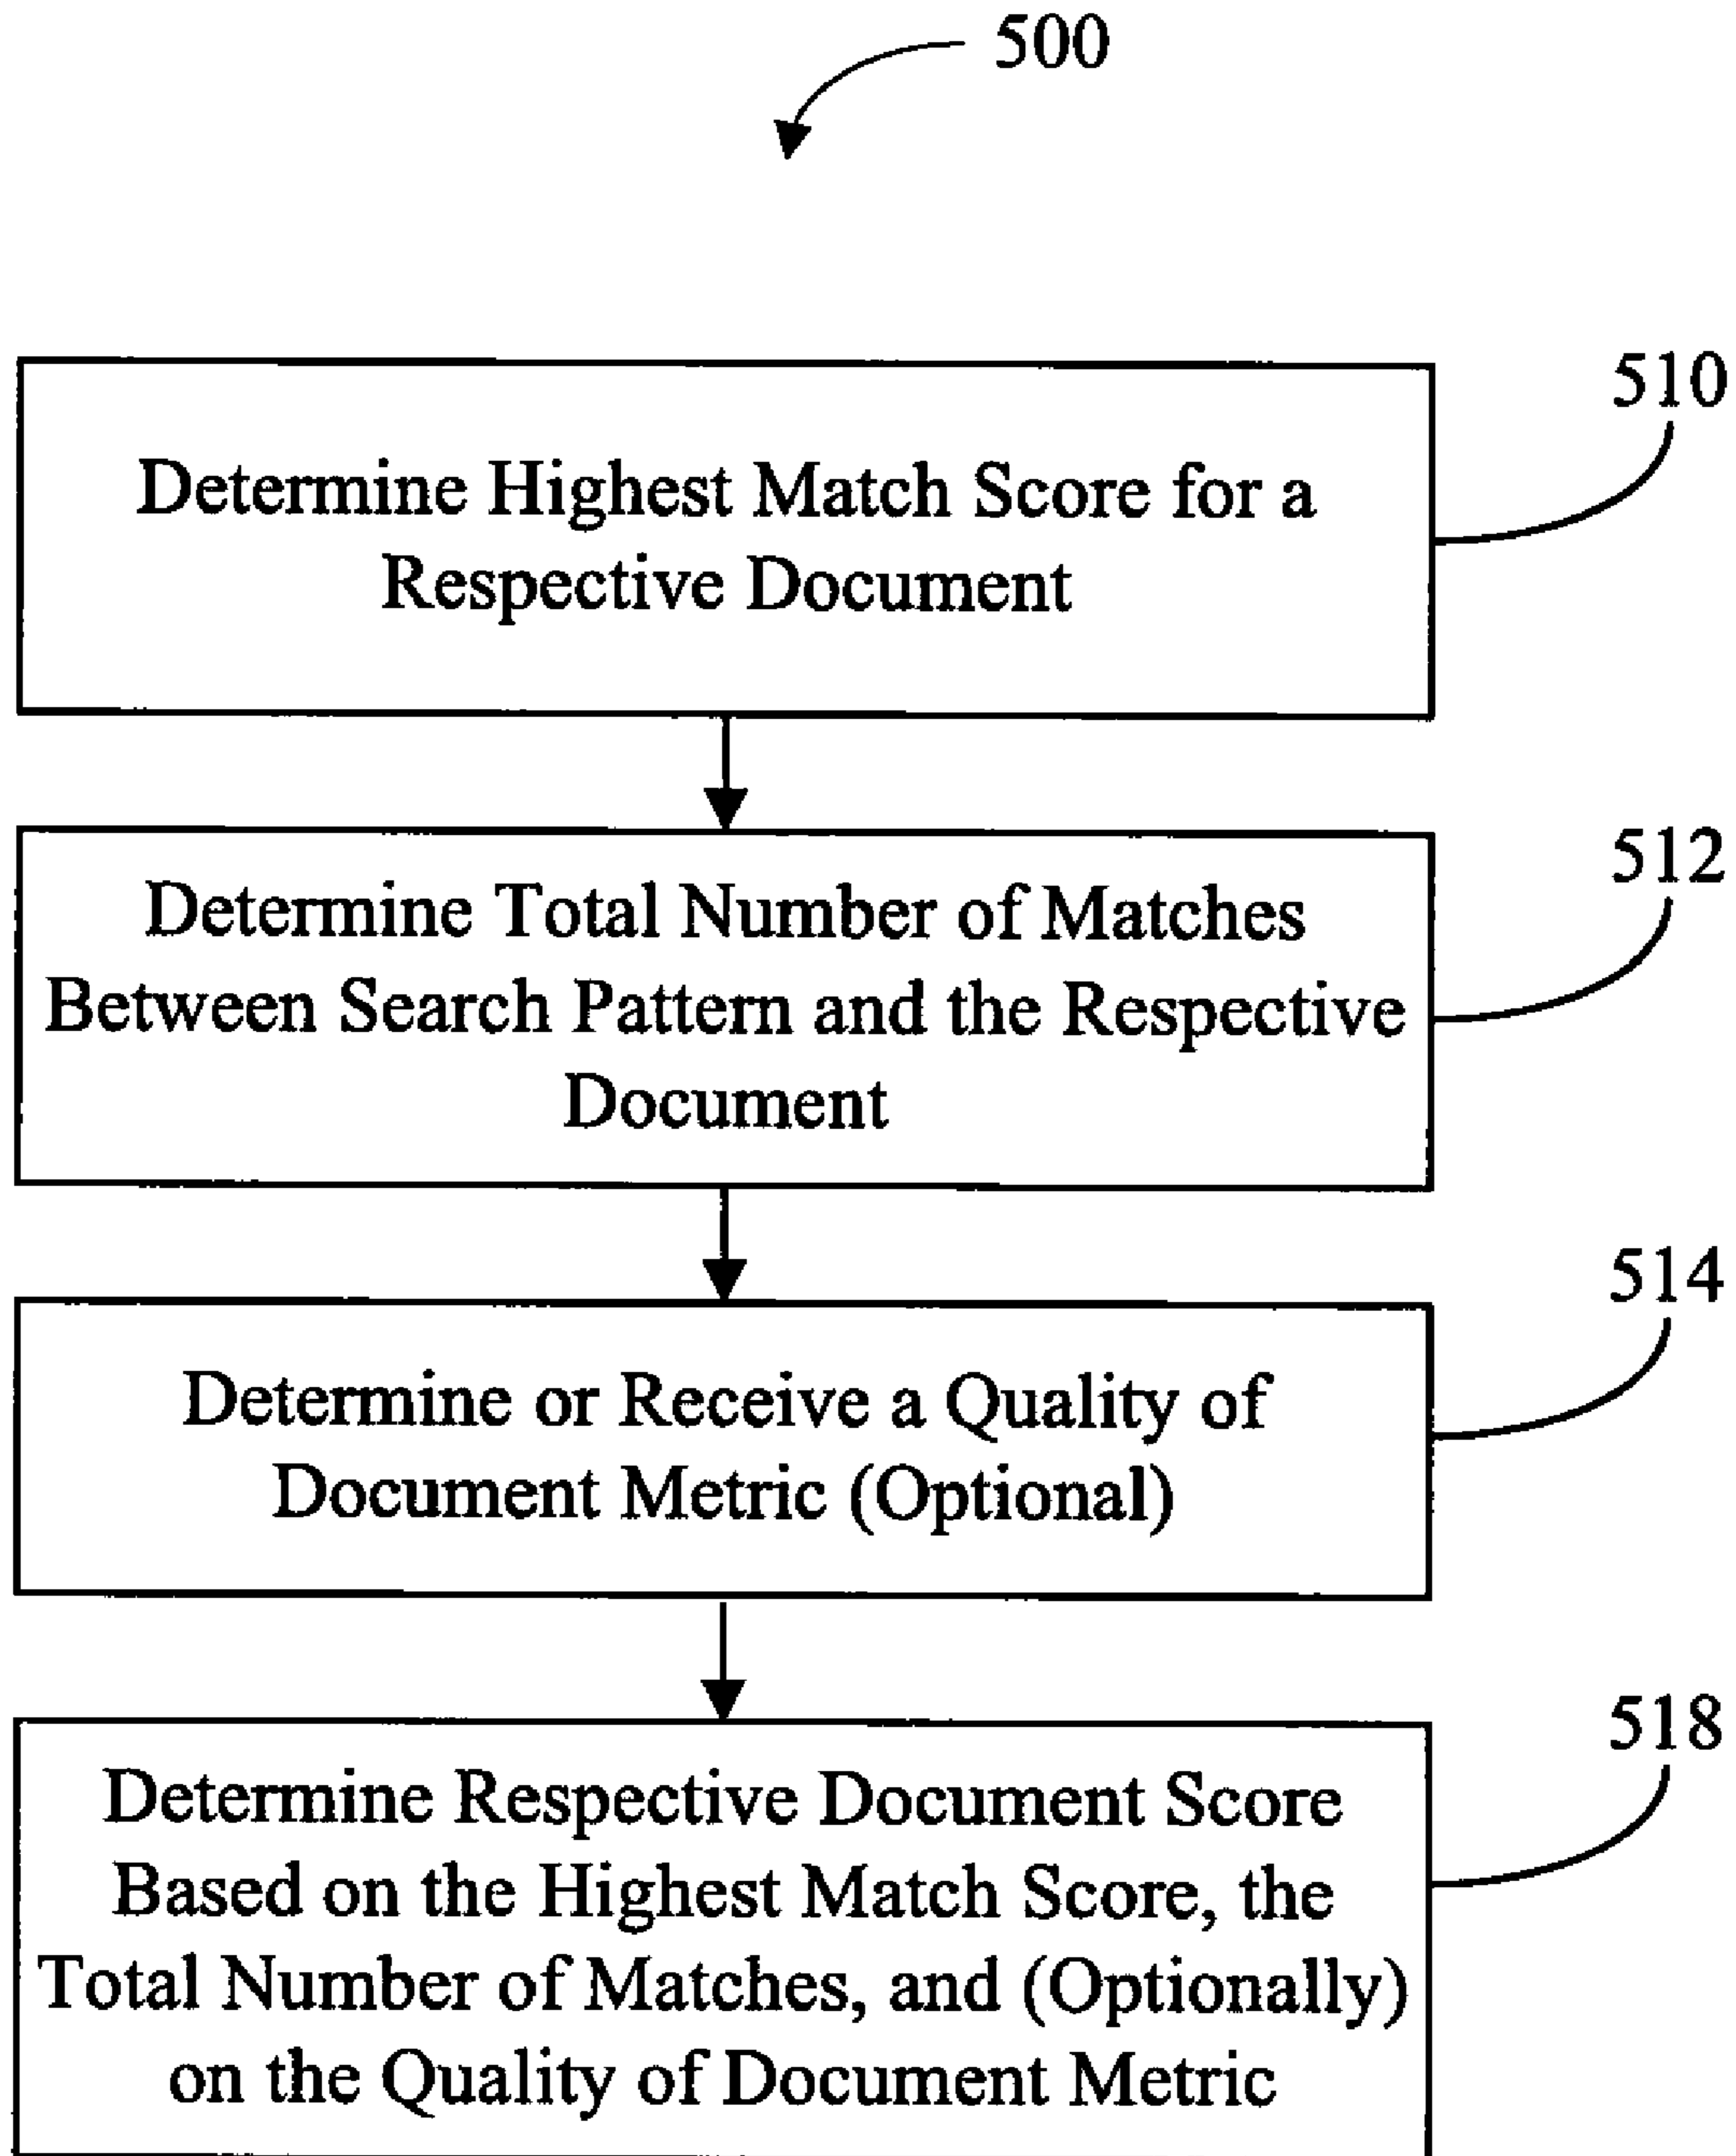 500
510
Determine Highest Match Score for a
Respective Document
512
Determine Total Number of Matches
Between Search Pattern and the Respective
Document
514
Determine or Receive a Quality of
Document Metric (Optional)
518
Determine Respective Document Score
Based on the Highest Match Score, the
Total Number of Matches, and (Optionally)
on the Quality of Document Metric